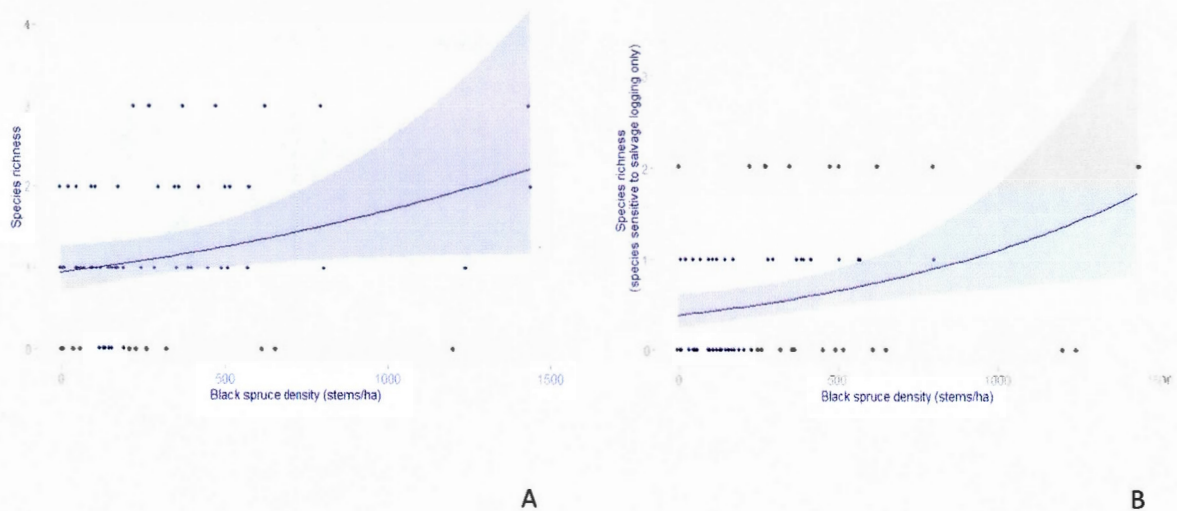 4
3
2
1
0
Species richness
0
500
1000
1500
Black spruce density (stems/ha)
A
3
2
1
0
Species richness
(species sensitive to salvage logging only)
0
500
1000
Black spruce density (stems/ha)
B